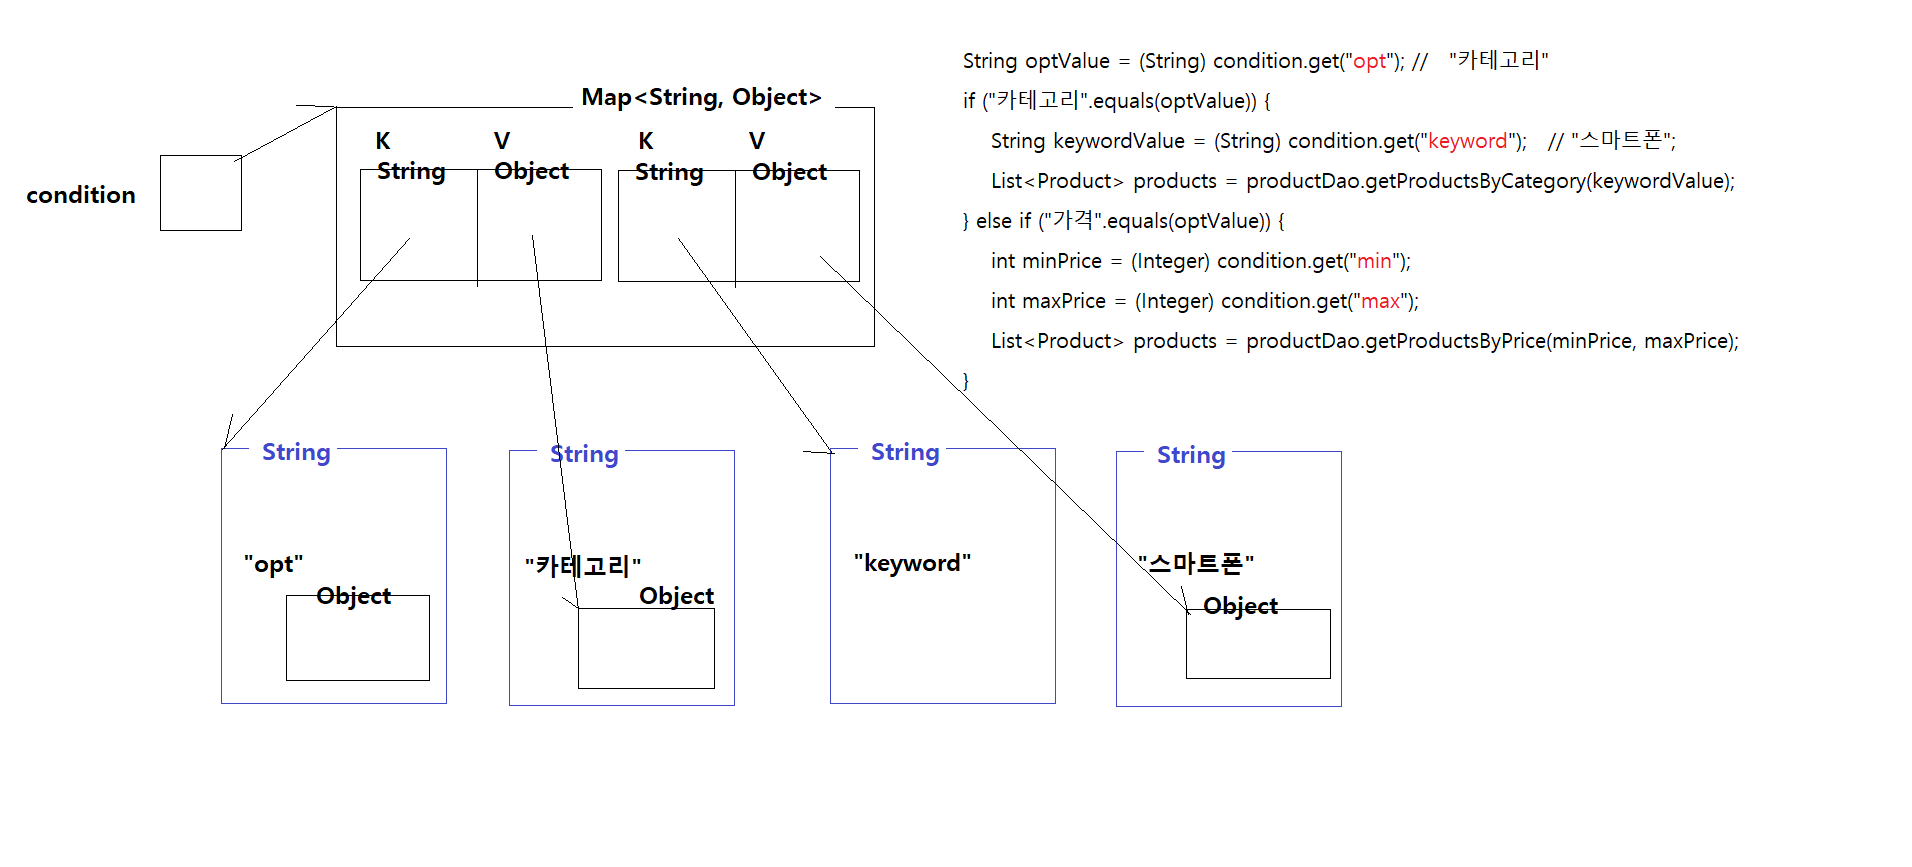 String optValue = (String) condition.get("opt"); // "카테고리"
if ("카테고리".equals(optValue)) {
String keywordValue = (String) condition.get("keyword"); // "스마트폰";
List<Product> products = productDao.getProductsByCategory(keywordValue);
} else if ("가격".equals(optValue)) {
int minPrice = (Integer) condition.get("min");
int maxPrice = (Integer) condition.get("max");
List<Product> products = productDao.getProductsByPrice(minPrice, maxPrice);
}
Map<String, Object>
K V K V
String Object String Object
condition
String String String String
"opt" "카테고리" "keyword" "스마트폰"
Object Object Object